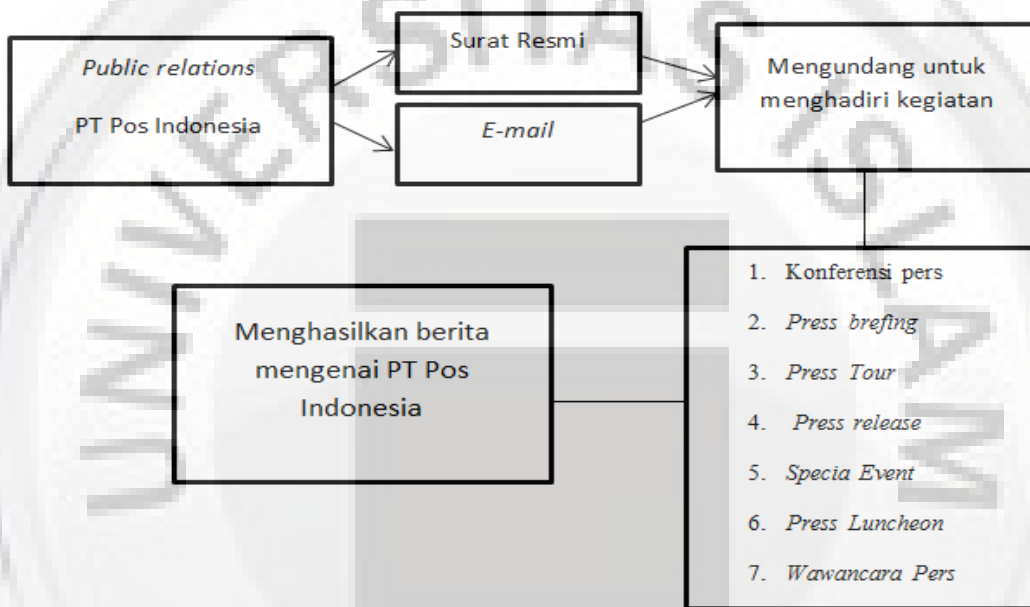 Public relations
PT Pos Indonesia
Surat Resmi
E-mail
Mengundang untuk
menghadiri kegiatan
1. Konferensi pers
2. Press brefing
3. Press Tour
4. Press release
5. Specia Event
6. Press Luncheon
7. Wawancara Pers
Menghasilkan berita
mengenai PT Pos
Indonesia
UNIVERSITAS ISLAM